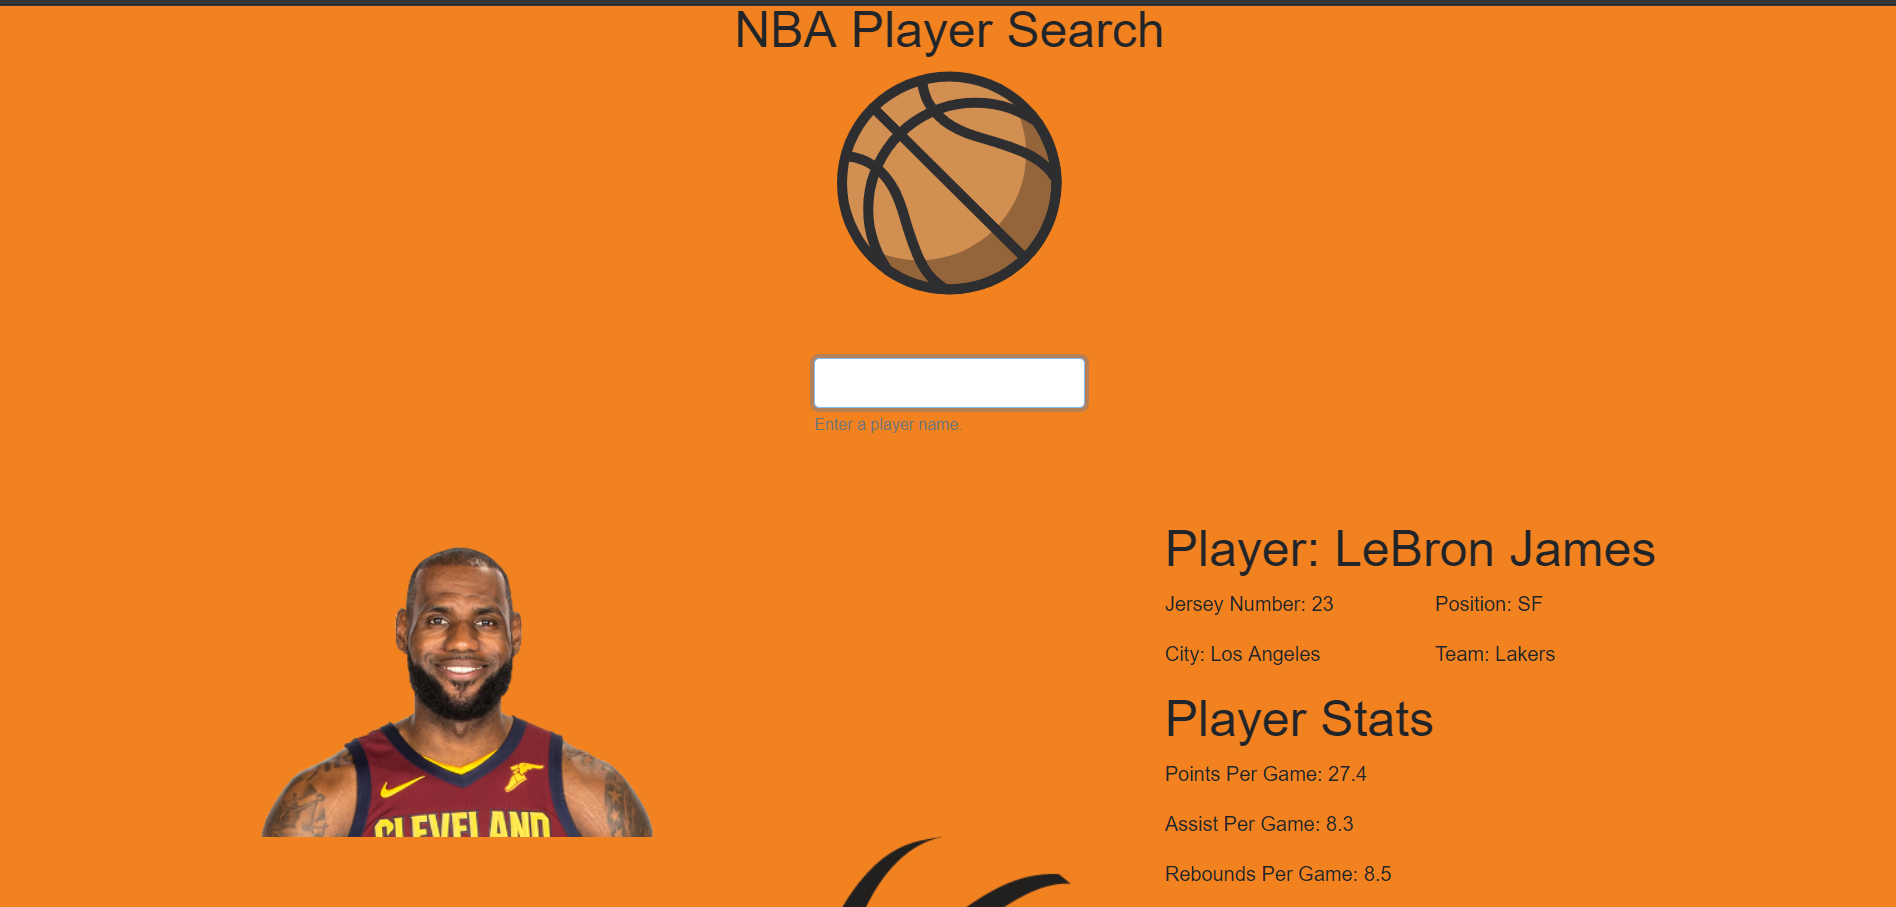 NBA Player Search
Enter a player name.
Player: LeBron James
Jersey Number: 23
Position: SF
City: Los Angeles
Team: Lakers
Player Stats
Points Per Game: 27.4
Assist Per Game: 8.3
Rebounds Per Game: 8.5
CLEVELAND